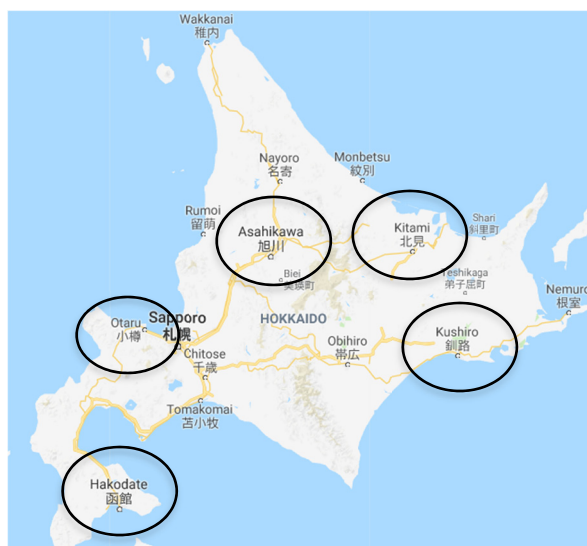 Wakkanai
稚内
Nayoro
名寄
Monbetsu
紋別
Rumoi
留萌
Asahikawa
旭川
Kitami
北見
Shari
斜里町
Biei
美瑛町
Teshikaga
弟子屈町
Nemuro
根室
Otaru
小樽
Sapporo
札幌
HOKKAIDO
Kushiro
釧路
Obihiro
帯広
Chitose
千歳
Tomakomai
苫小牧
Hakodate
函館